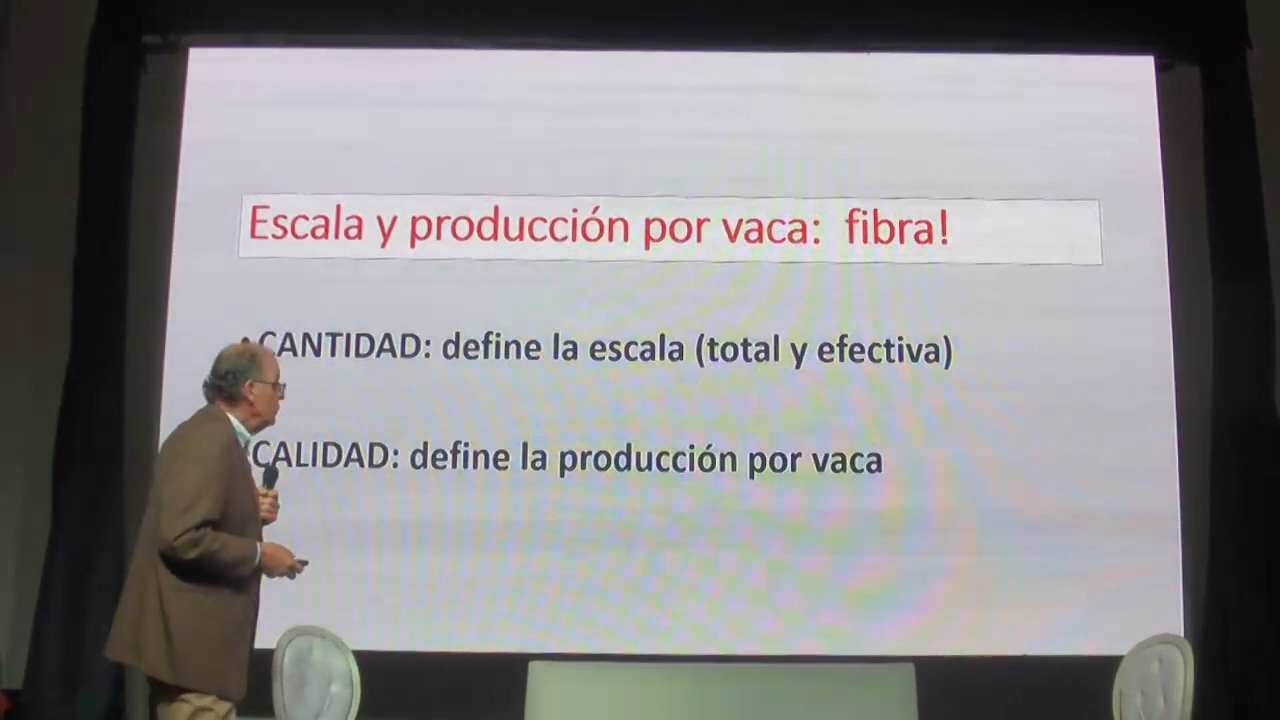 Escala y producción por vaca: fibra!
• CANTIDAD: define la escala (total y efectiva)
CALIDAD: define la producción por vaca